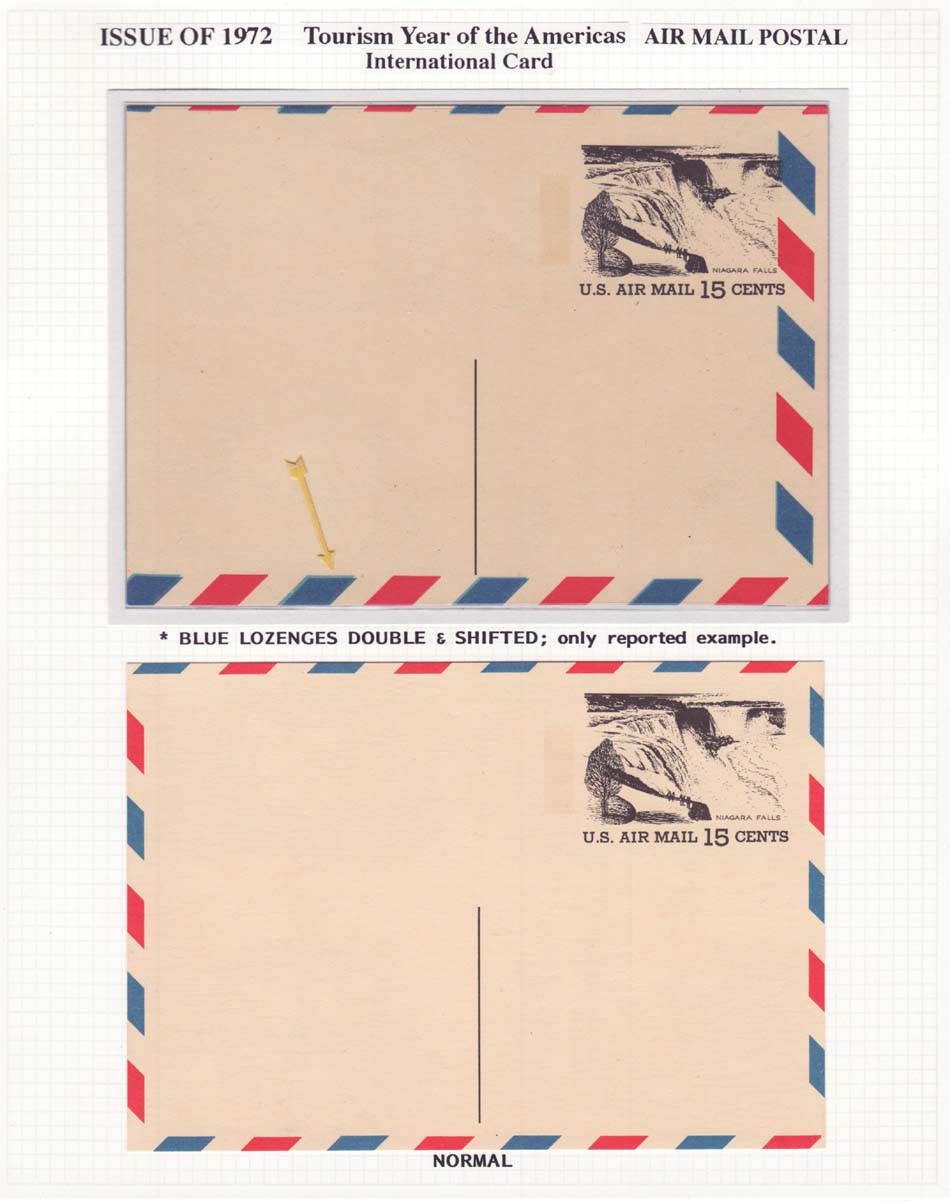 ISSUE OF 1972 Tourism Year of the Americas AIR MAIL POSTAL
International Card
NIAGARA FALLS
U.S. AIR MAIL 15 CENTS
* BLUE LOZENGES DOUBLE & SHIFTED; only reported example.
NIAGARA FALLS
U.S. AIR MAIL 15 CENTS
NORMAL